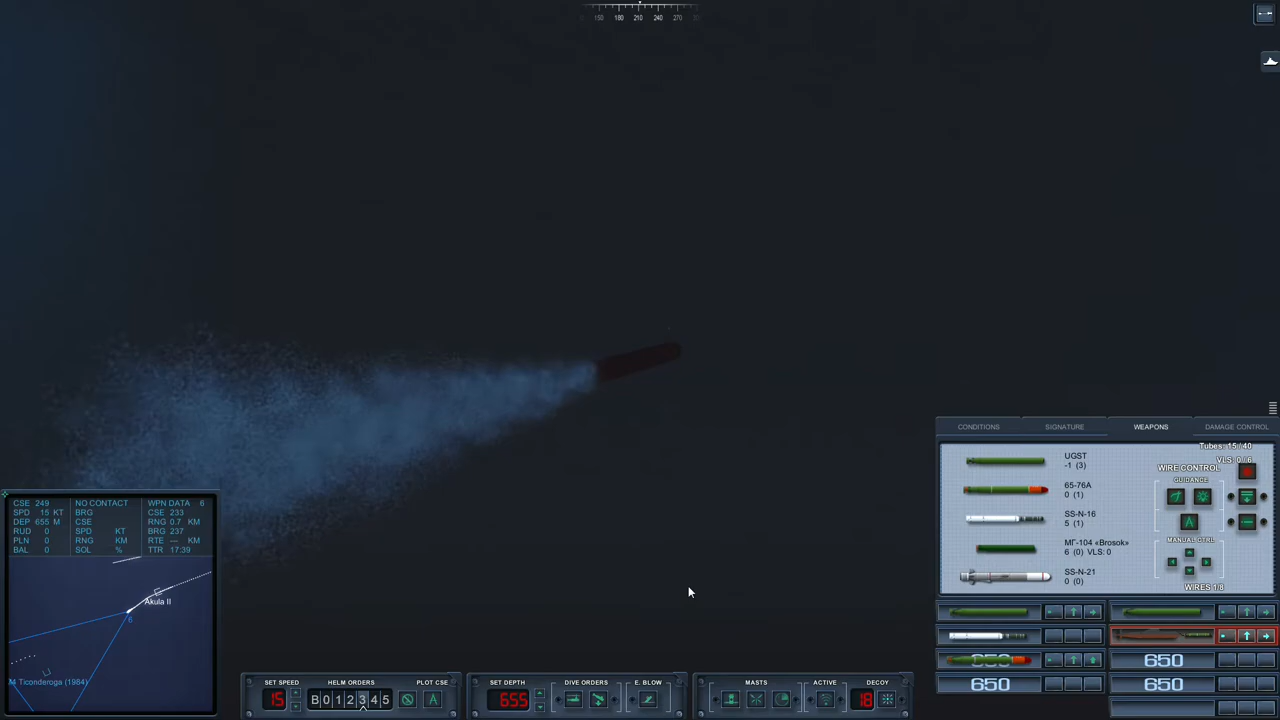 150 180 210 240 270
CONDITIONS SIGNATURE WEAPONS DAMAGE CONTROL
Tubes: 15 / 40
VLS: 0 / 6
UGST
-1 (3)
65-76A
0 (1)
SS-N-16
5 (1)
МГ-104 «Brosok»
6 (0) VLS: 0
SS-N-21
0 (0)
WIRE CONTROL
GUIDANCE
A
MANUAL CTRL
WIRES 1/8
650 650
650 650
CSE 249 NO CONTACT WPN DATA 6
SPD 15 KT BRG CSE 233
DEP 655 M CSE RNG 0.7 KM
RUD 0 SPD KT BRG 237
PLN 0 RNG KM RTE --- KM
BAL 0 SOL % TTR 17:39
Akula II
6
Ticonderoga (1984)
SET SPEED HELM ORDERS PLOT CSE
15 B 0 1 2 3 4 5 A
SET DEPTH DIVE ORDERS E. BLOW
655
MASTS ACTIVE DECOY
18